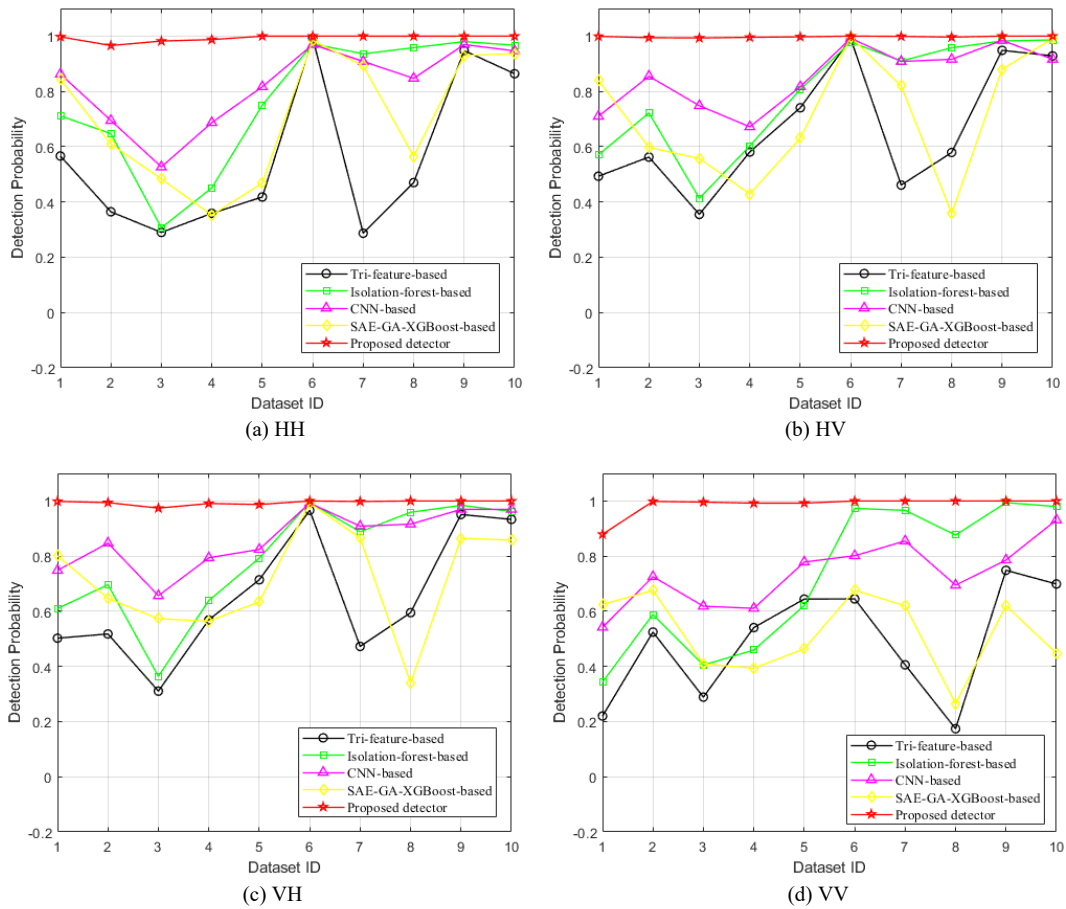 1
0.8
0.6
0.4
0.2
0
-0.2
Detection Probability
Tri-feature-based
Isolation-forest-based
CNN-based
SAE-GA-XGBoost-based
Proposed detector
1 2 3 4 5 6 7 8 9 10
Dataset ID
(a) HH
1
0.8
0.6
0.4
0.2
0
-0.2
Detection Probability
Tri-feature-based
Isolation-forest-based
CNN-based
SAE-GA-XGBoost-based
Proposed detector
1 2 3 4 5 6 7 8 9 10
Dataset ID
(b) HV
1
0.8
0.6
0.4
0.2
0
-0.2
Detection Probability
Tri-feature-based
Isolation-forest-based
CNN-based
SAE-GA-XGBoost-based
Proposed detector
1 2 3 4 5 6 7 8 9 10
Dataset ID
(c) VH
1
0.8
0.6
0.4
0.2
0
-0.2
Detection Probability
Tri-feature-based
Isolation-forest-based
CNN-based
SAE-GA-XGBoost-based
Proposed detector
1 2 3 4 5 6 7 8 9 10
Dataset ID
(d) VV